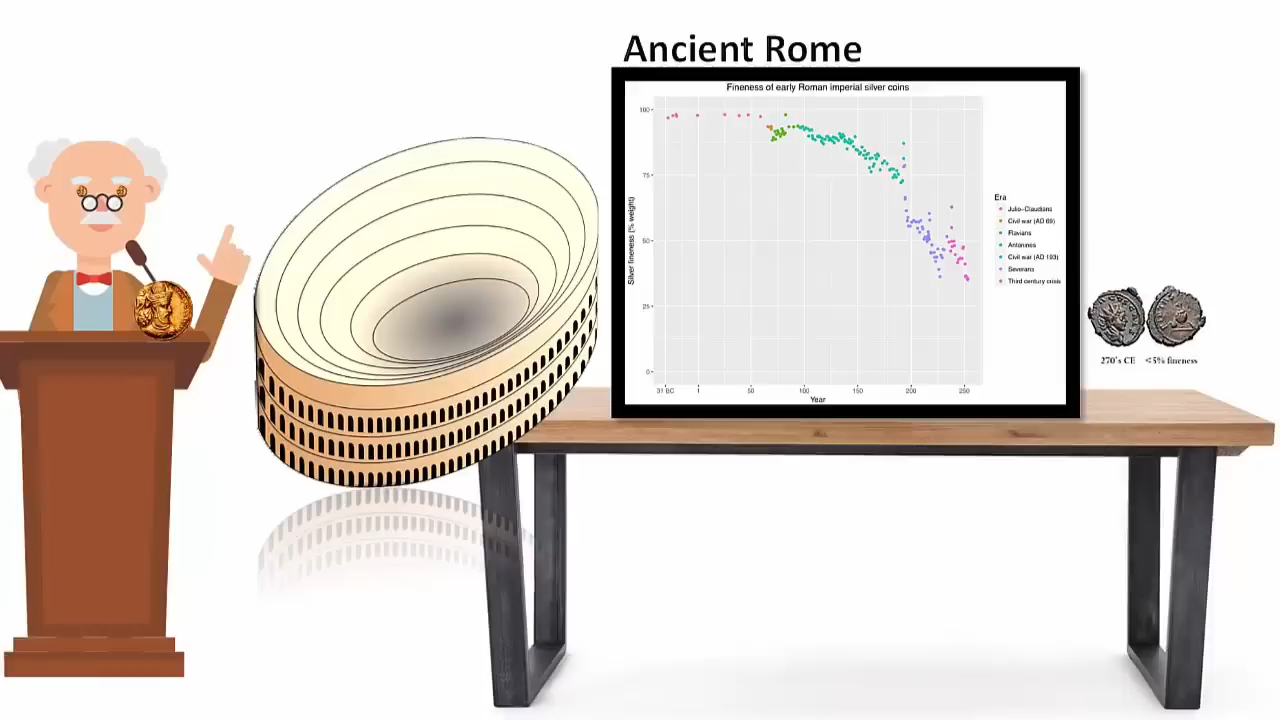 Ancient Rome
Fineness of early Roman imperial silver coins
Silver fineness (% weight)
100
75
50
25
0
31 BC 1 50 100 150 200 250
Year
Era
Julio-Claudians
Civil war (AD 69)
Flavians
Antonines
Civil war (AD 193)
Severans
Third century crisis
270's CE <5% fineness